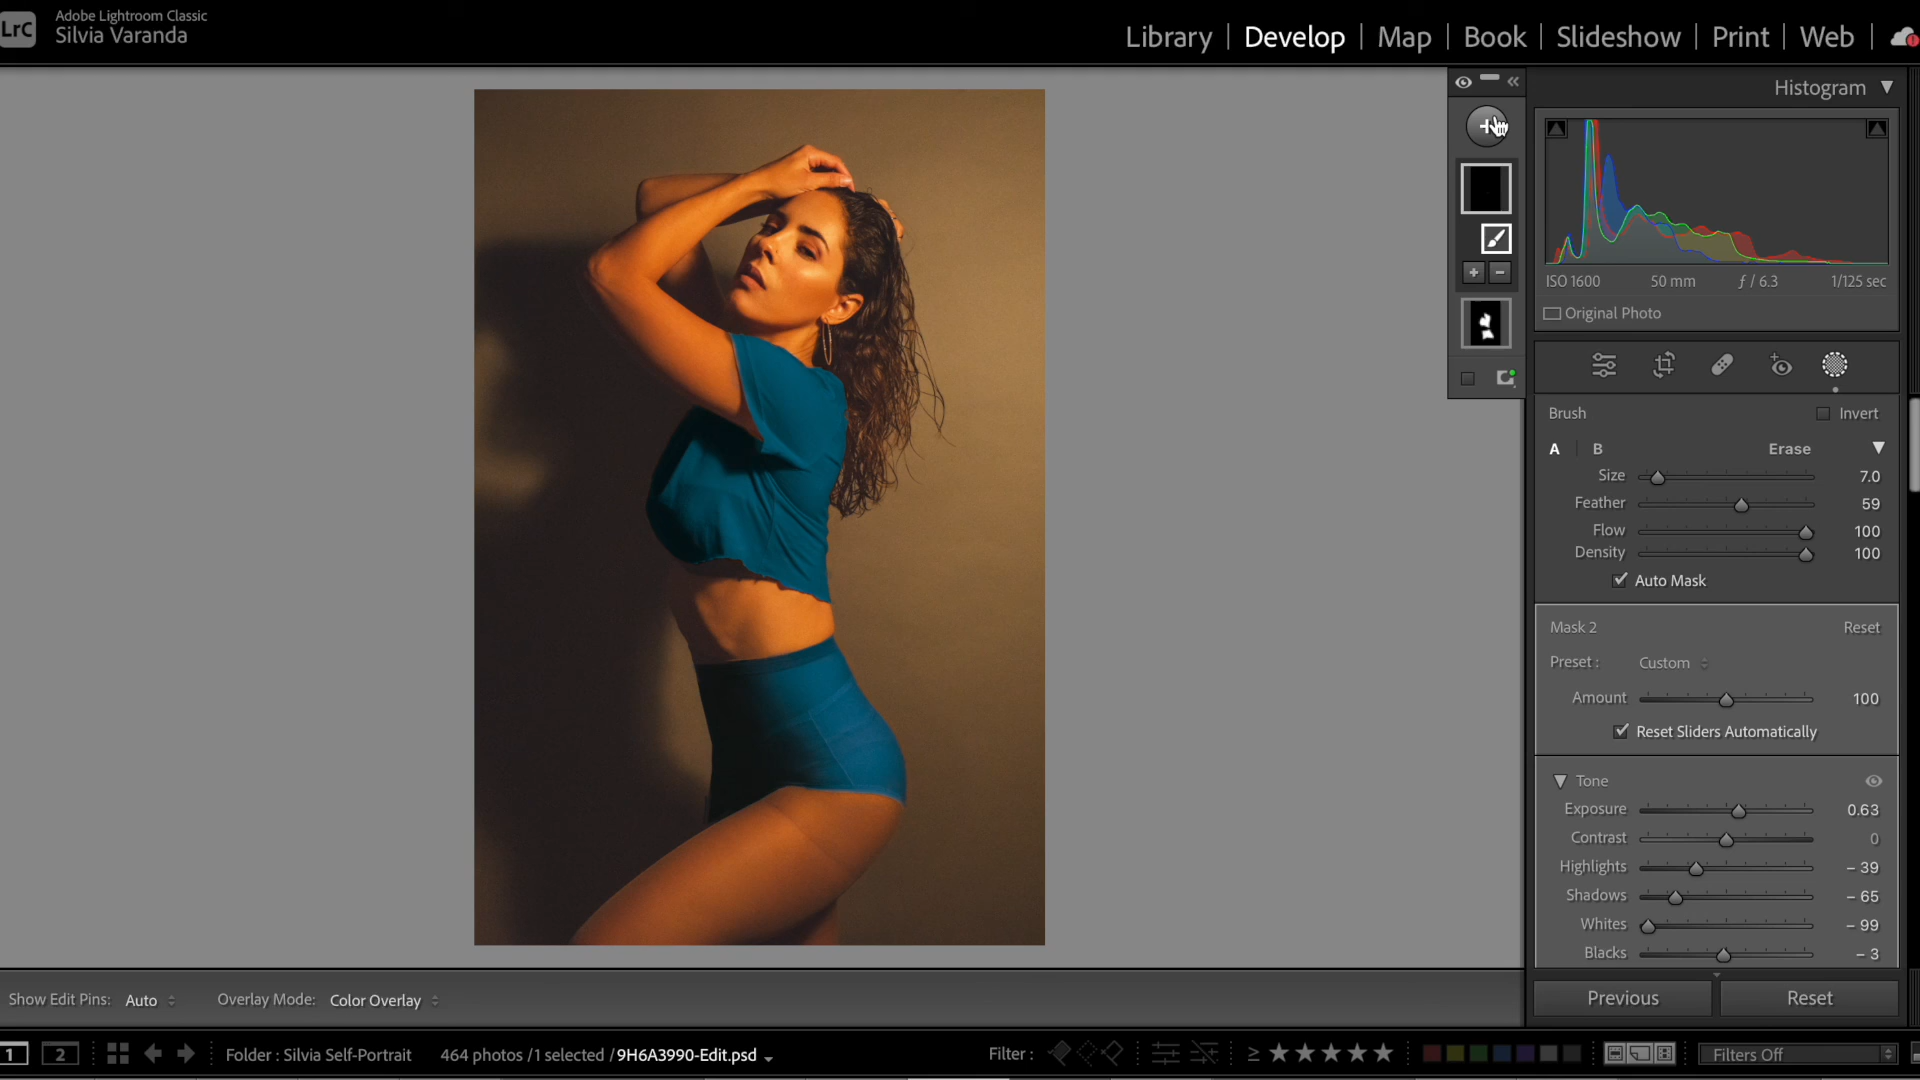 LrC
Adobe Lightroom Classic
Silvia Varanda
Library | Develop | Map | Book | Slideshow | Print | Web |
Histogram
ISO 1600 50 mm ƒ / 6.3 1/125 sec
Original Photo
Brush Invert
A B Erase
Size 7.0
Feather 59
Flow 100
Density 100
Auto Mask
Mask 2 Reset
Preset : Custom
Amount 100
Reset Sliders Automatically
Tone
Exposure 0.63
Contrast 0
Highlights – 39
Shadows – 65
Whites – 99
Blacks – 3
Previous Reset
Show Edit Pins: Auto Overlay Mode: Color Overlay
1 2 Folder : Silvia Self-Portrait 464 photos /1 selected /9H6A3990-Edit.psd Filter : ≥ Filters Off